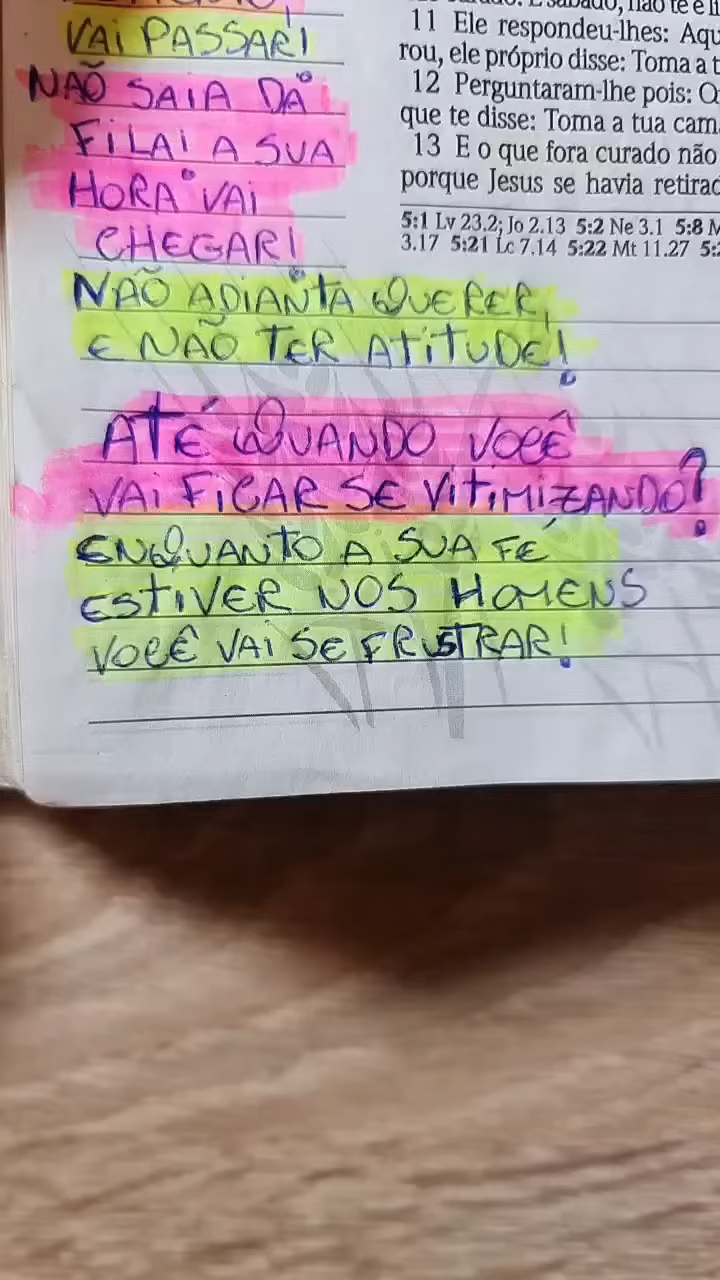 VAI PASSAR!
NÃO SAIA DA
FILA! A SUA
HORA VAI
CHEGAR!
NÃO ADIANTA QUERER,
E NÃO TER ATITUDE!
ATÉ QUANDO VOCÊ
VAI FICAR SE VITIMIZANDO?
ENQUANTO A SUA FÉ
ESTIVER NOS HOMENS
VOCÊ VAI SE FRUSTRAR!
11 Ele respondeu-lhes: Aqu
rou, ele próprio disse: Toma a t
12 Perguntaram-lhe pois: O
que te disse: Toma a tua cam
13 E o que fora curado não
porque Jesus se havia retirad
5:1 Lv 23.2; Jo 2.13 5:2 Ne 3.1 5:8 M
3.17 5:21 Lc 7.14 5:22 Mt 11.27 5:2